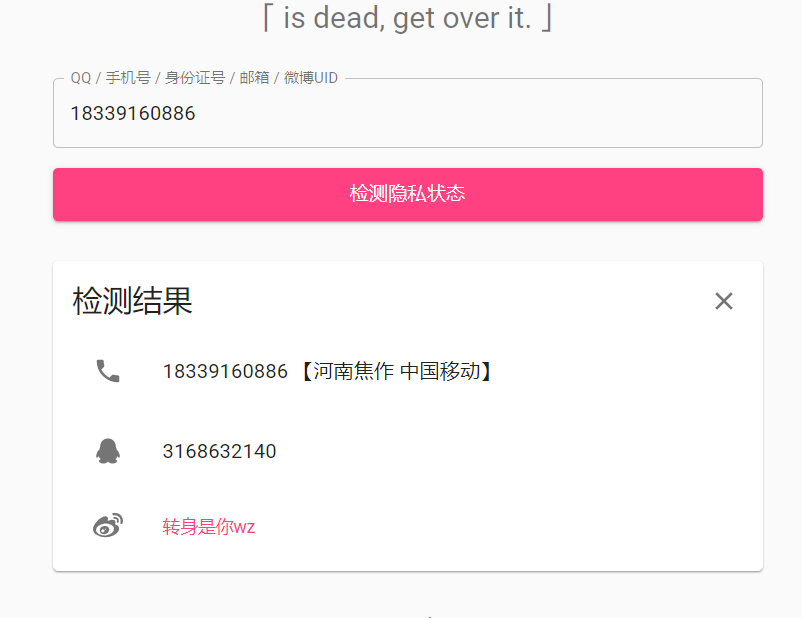 「 is dead, get over it. 」
QQ / 手机号 / 身份证号 / 邮箱 / 微博UID
18339160886
检测隐私状态
检测结果
18339160886 【河南焦作 中国移动】
3168632140
转身是你wz